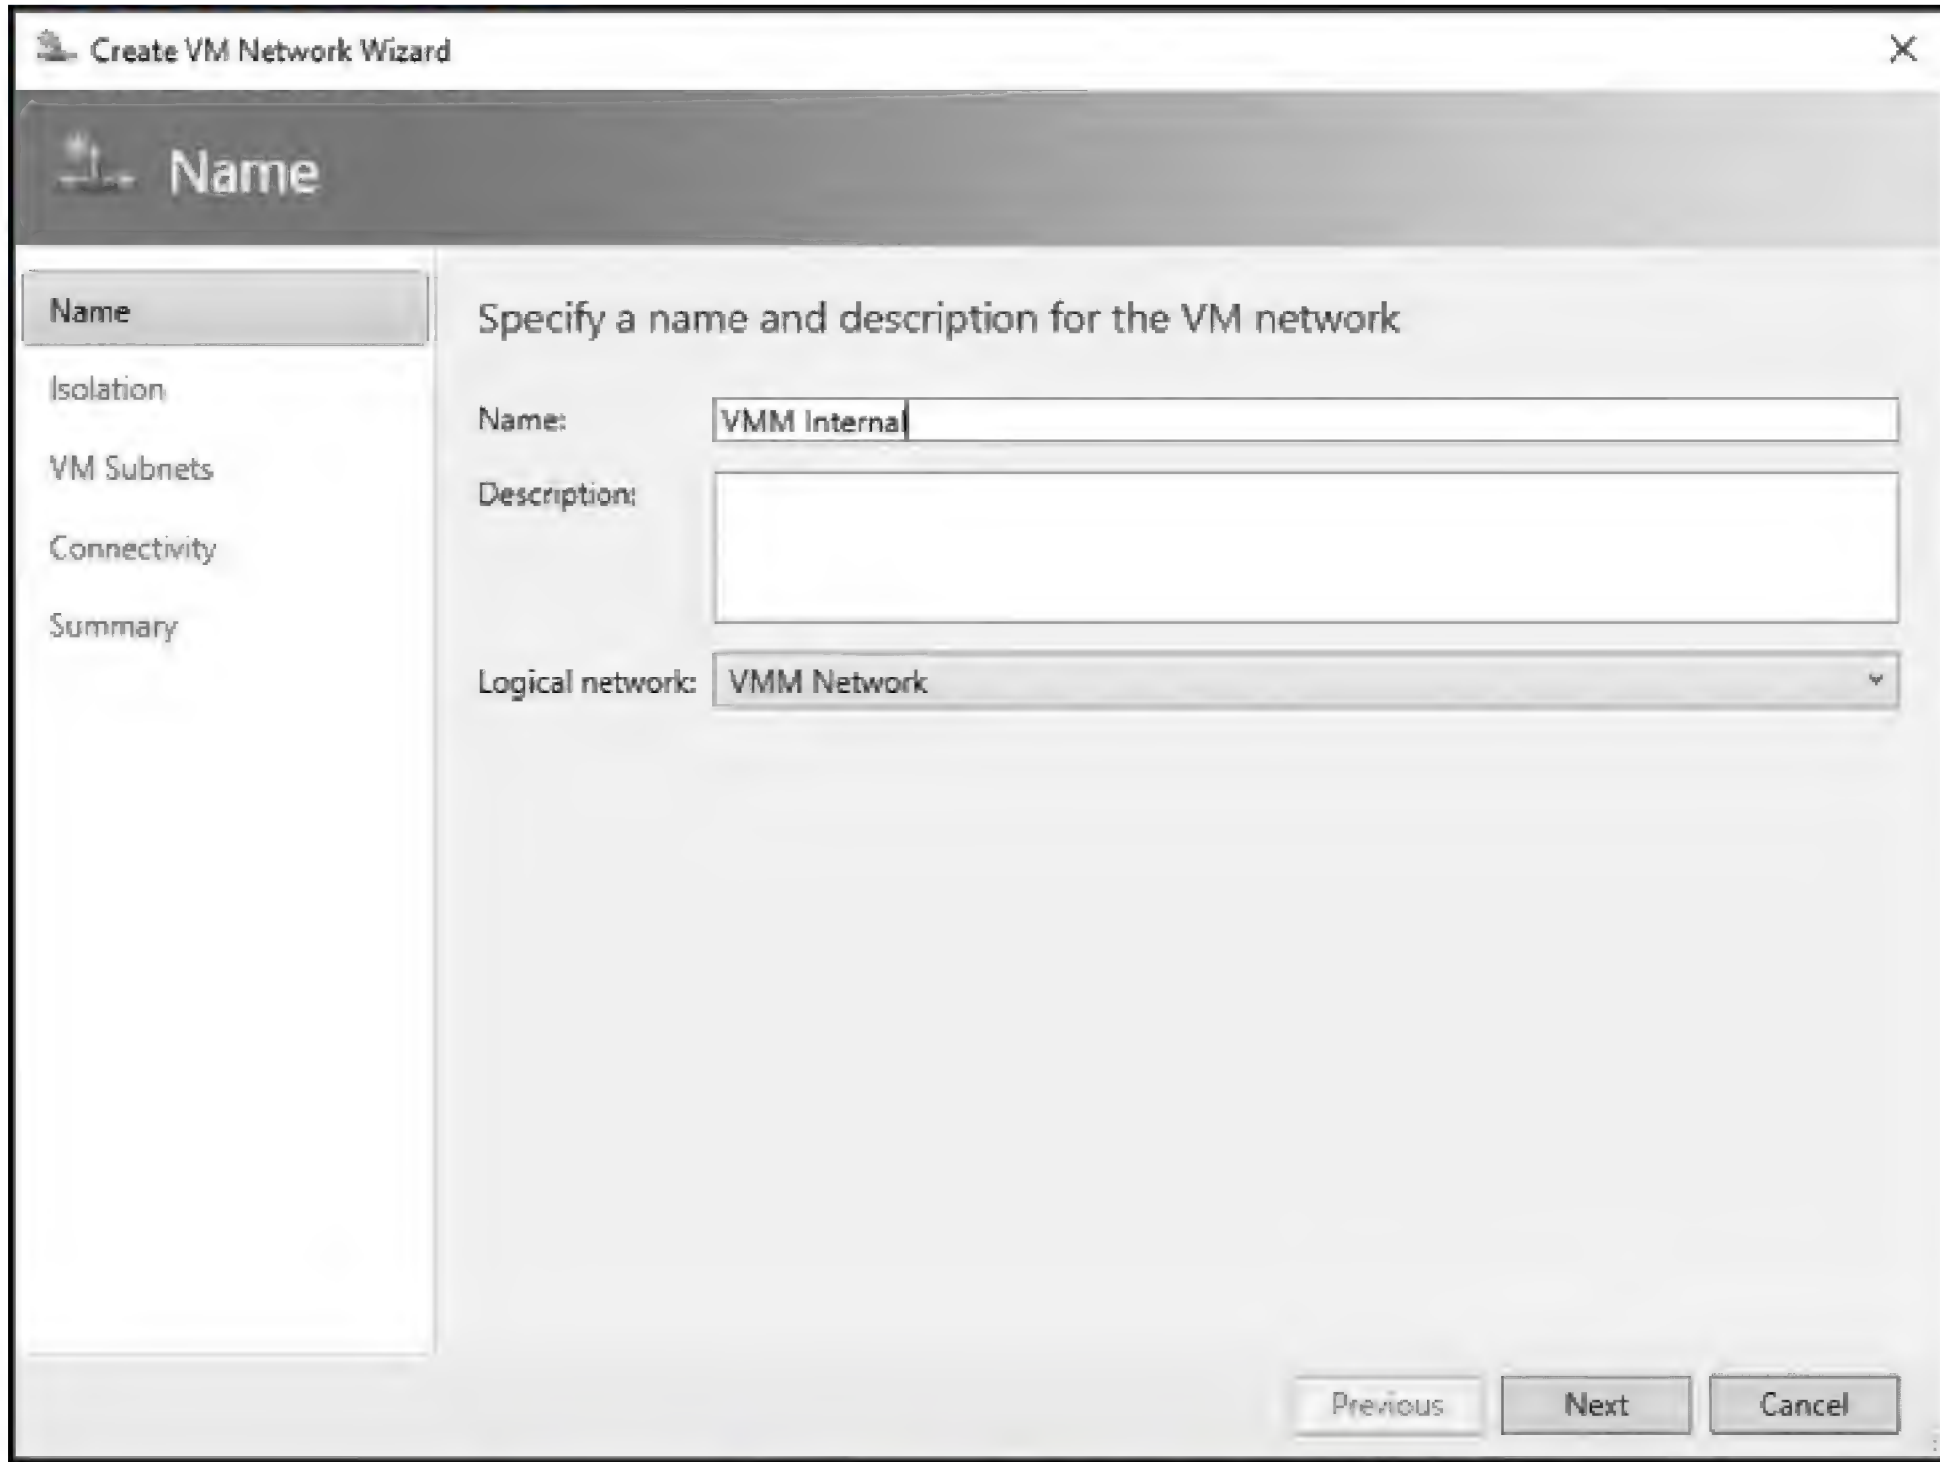 Create VM Network Wizard
Name
Name
Isolation
VM Subnets
Connectivity
Summary
Specify a name and description for the VM network
Name: VMM Internal
Description:
Logical network: VMM Network
Previous Next Cancel